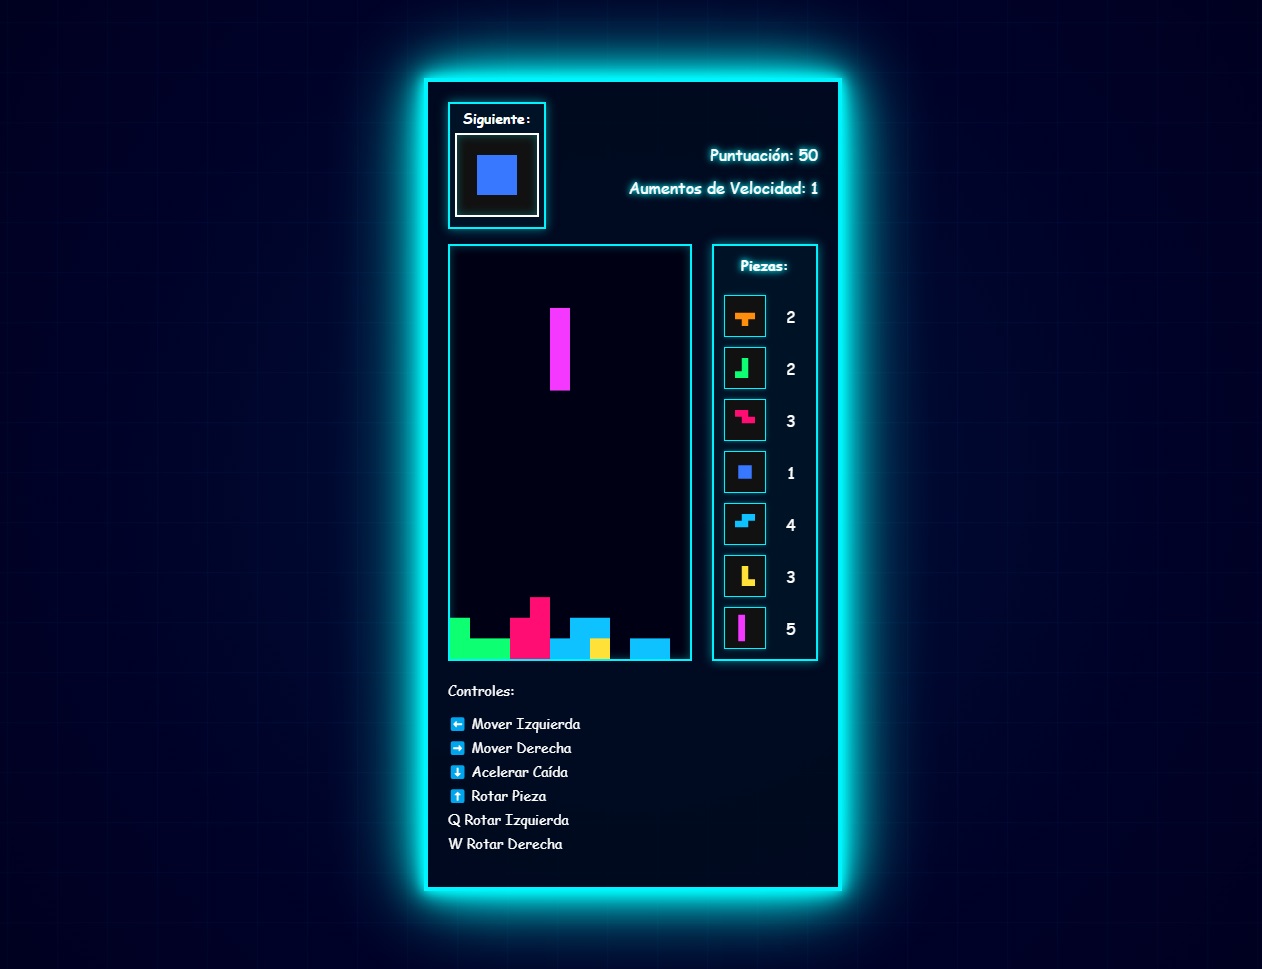 Siguiente:
Puntuación: 50
Aumentos de Velocidad: 1
Piezas:
2
2
3
1
4
3
5
Controles:
⬅️ Mover Izquierda
➡️ Mover Derecha
⬇️ Acelerar Caída
⬆️ Rotar Pieza
Q Rotar Izquierda
W Rotar Derecha